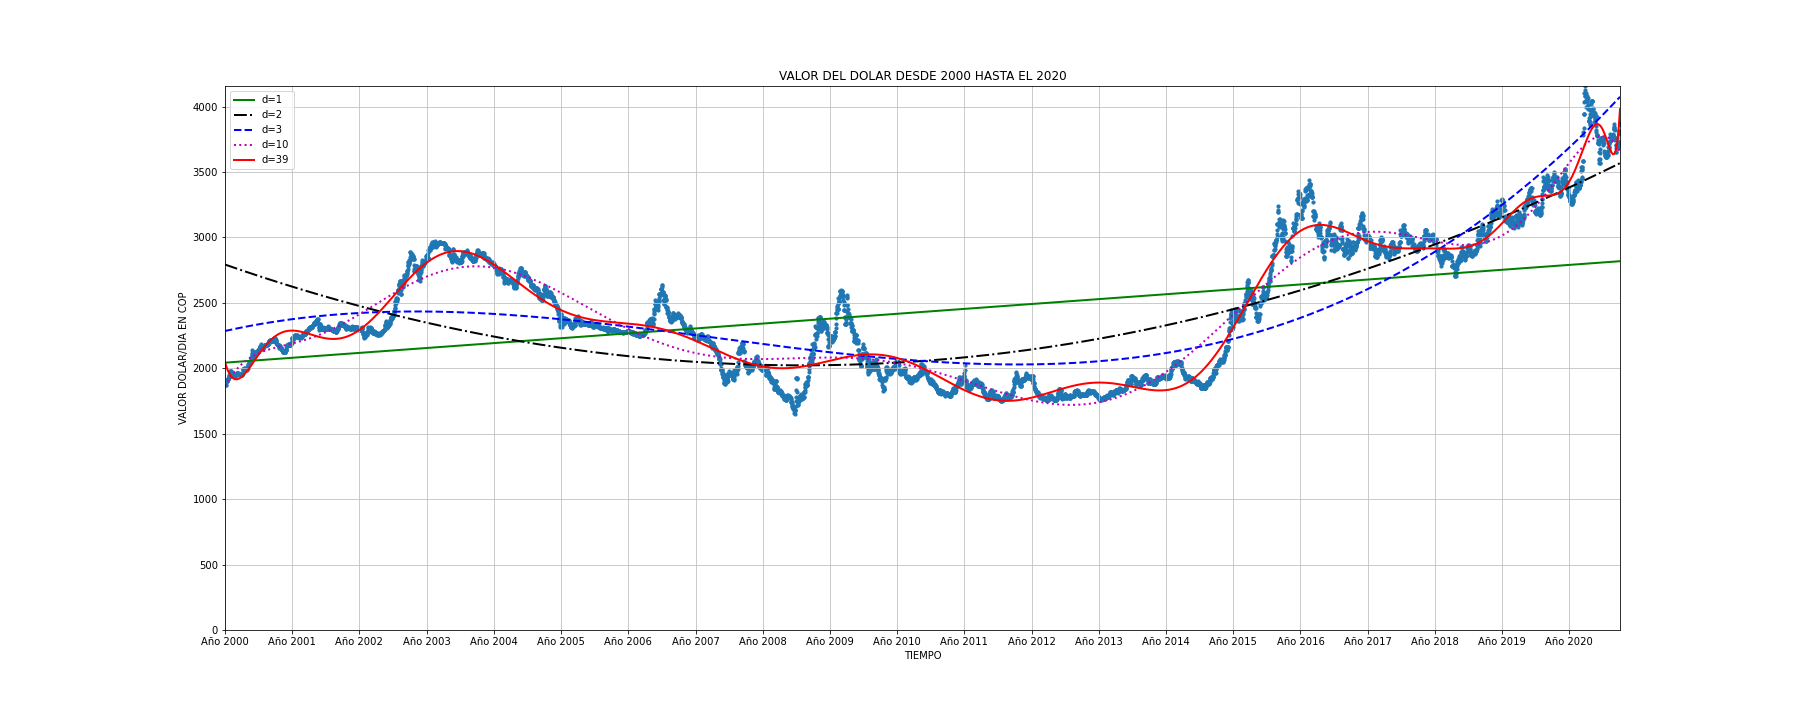 VALOR DEL DOLAR DESDE 2000 HASTA EL 2020
d=1
d=2
d=3
d=10
d=39
4000
3500
3000
2500
2000
1500
1000
500
0
VALOR DOLAR/DIA EN COP
Año 2000 Año 2001 Año 2002 Año 2003 Año 2004 Año 2005 Año 2006 Año 2007 Año 2008 Año 2009 Año 2010 Año 2011 Año 2012 Año 2013 Año 2014 Año 2015 Año 2016 Año 2017 Año 2018 Año 2019 Año 2020
TIEMPO